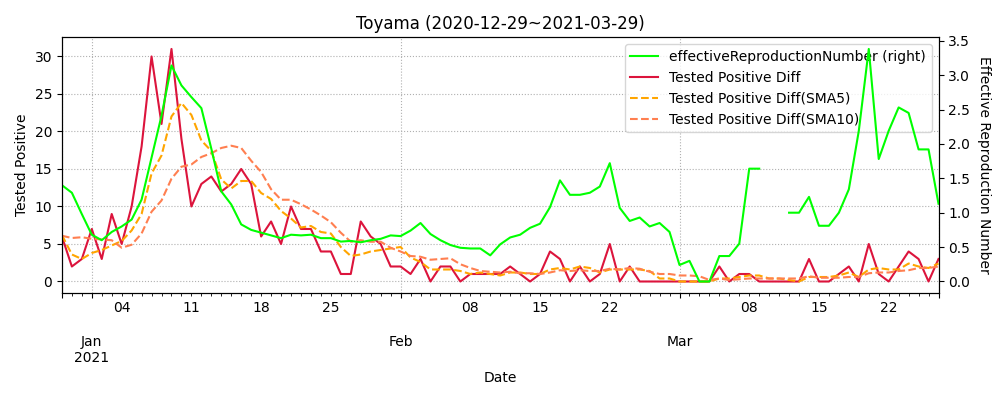 Toyama (2020-12-29~2021-03-29)
effectiveReproductionNumber (right)
Tested Positive Diff
Tested Positive Diff(SMA5)
Tested Positive Diff(SMA10)
Tested Positive
30
25
20
15
10
5
0
Effective Reproduction Number
3.5
3.0
2.5
2.0
1.5
1.0
0.5
0.0
04 11 18 25 08 15 22 08 15 22
Jan Feb Mar
2021
Date